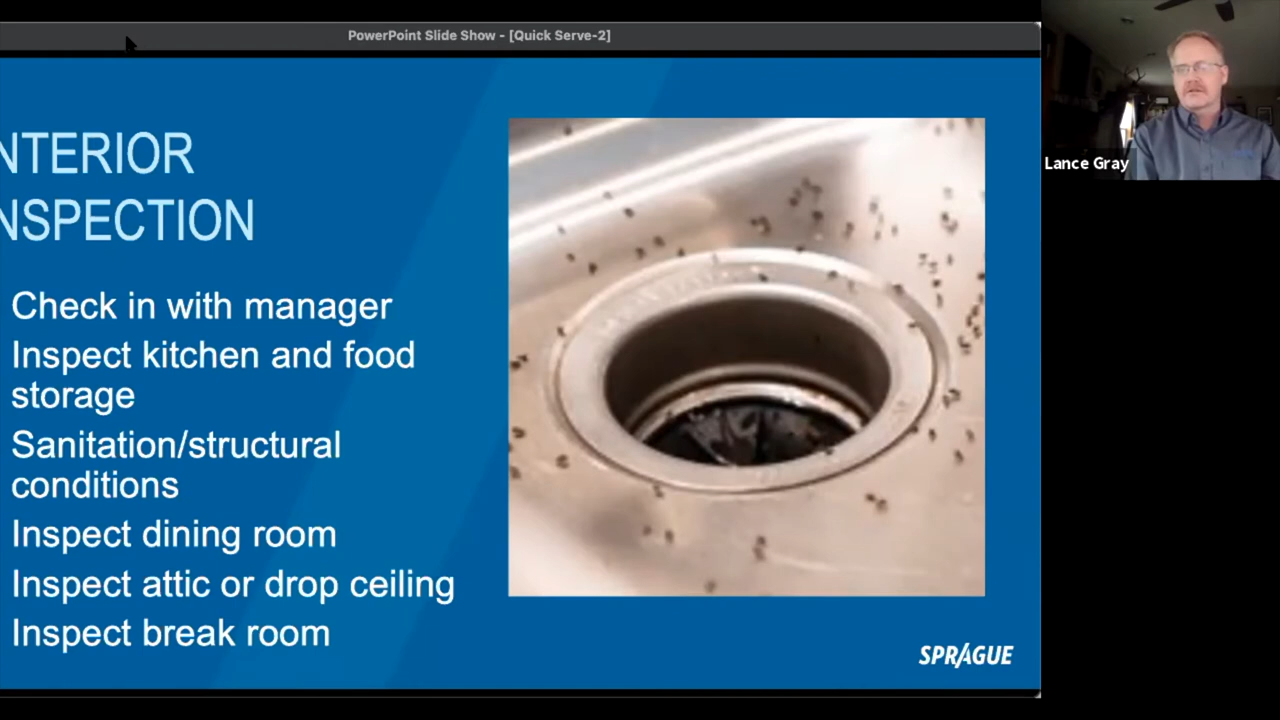 PowerPoint Slide Show - [Quick Serve-2]
NTERIOR
NSPECTION
Check in with manager
Inspect kitchen and food
storage
Sanitation/structural
conditions
Inspect dining room
Inspect attic or drop ceiling
Inspect break room
SPRAGUE
Lance Gray